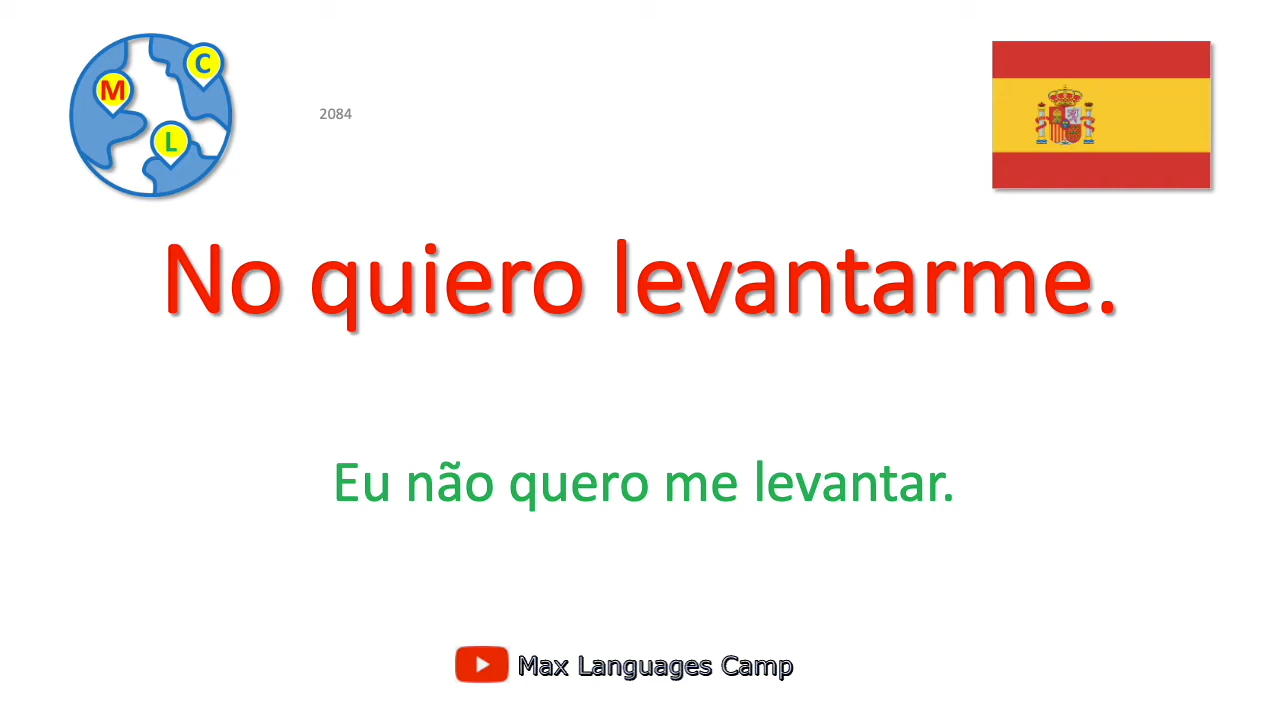 M
C
L
2084
No quiero levantarme.
Eu não quero me levantar.
Max Languages Camp